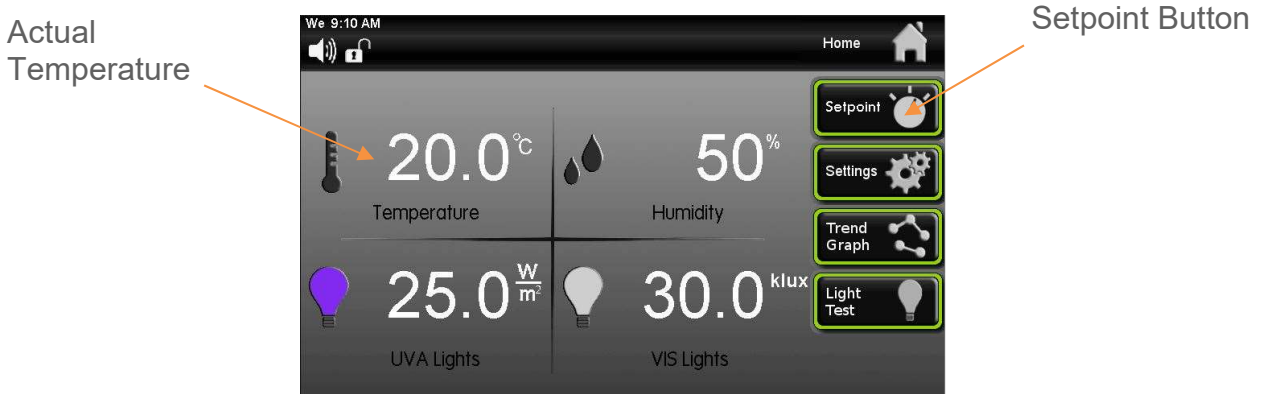 Actual
Temperature
Setpoint Button
We 9:10 AM
Home
Setpoint
20.0°C
50%
Settings
Temperature
Humidity
Trend
Graph
25.0 W/m²
30.0 klux
Light
Test
UVA Lights
VIS Lights